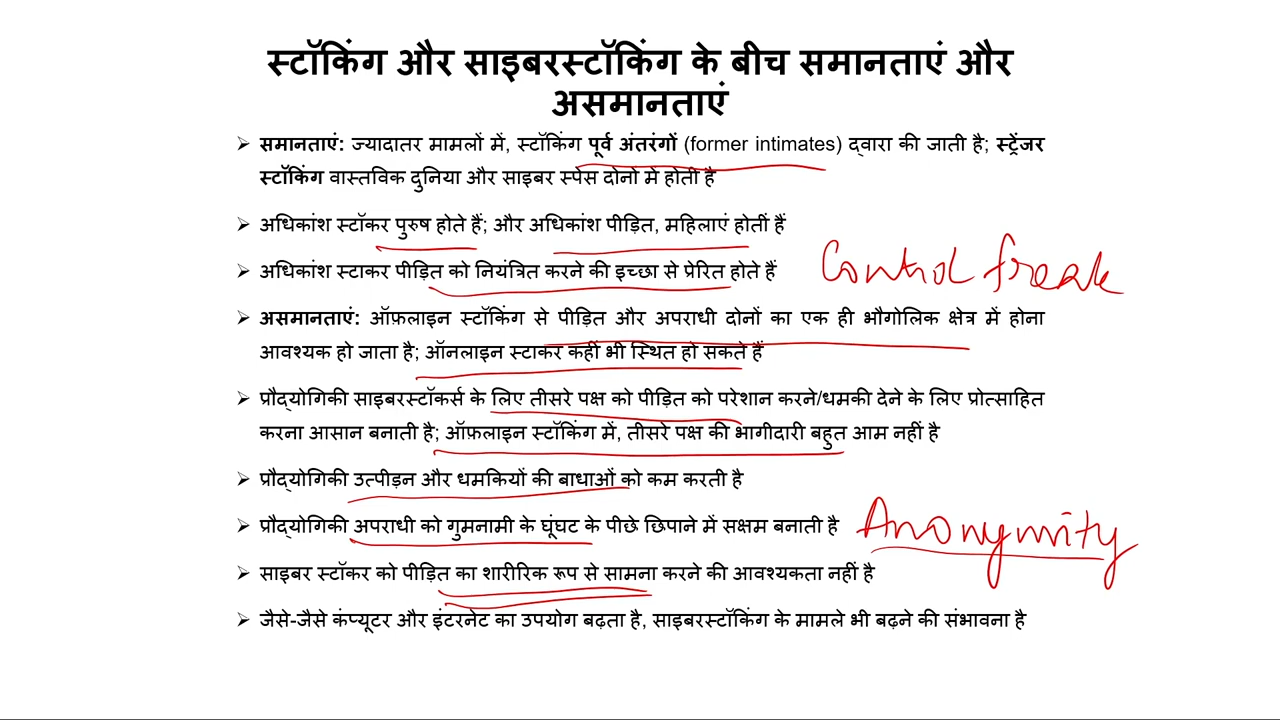 स्टॉकिंग और साइबरस्टॉकिंग के बीच समानताएं और
असमानताएं
➢ समानताएं: ज्यादातर मामलों में, स्टॉकिंग पूर्व अंतरंगों (former intimates) द्वारा की जाती है; स्ट्रेंजर
स्टॉकिंग वास्तविक दुनिया और साइबर स्पेस दोनों में होती है
➢ अधिकांश स्टॉकर पुरुष होते हैं; और अधिकांश पीड़ित, महिलाएं होतीं हैं
➢ अधिकांश स्टाकर पीड़ित को नियंत्रित करने की इच्छा से प्रेरित होते हैं
Control freak
➢ असमानताएं: ऑफ़लाइन स्टॉकिंग से पीड़ित और अपराधी दोनों का एक ही भौगोलिक क्षेत्र में होना
आवश्यक हो जाता है; ऑनलाइन स्टाकर कहीं भी स्थित हो सकते हैं
➢ प्रौद्योगिकी साइबरस्टॉकर्स के लिए तीसरे पक्ष को पीड़ित को परेशान करने/धमकी देने के लिए प्रोत्साहित
करना आसान बनाती है; ऑफ़लाइन स्टॉकिंग में, तीसरे पक्ष की भागीदारी बहुत आम नहीं है
➢ प्रौद्योगिकी उत्पीड़न और धमकियों की बाधाओं को कम करती है
➢ प्रौद्योगिकी अपराधी को गुमनामी के घूंघट के पीछे छिपाने में सक्षम बनाती है
Anonymity
➢ साइबर स्टॉकर को पीड़ित का शारीरिक रूप से सामना करने की आवश्यकता नहीं है
➢ जैसे-जैसे कंप्यूटर और इंटरनेट का उपयोग बढ़ता है, साइबरस्टॉकिंग के मामले भी बढ़ने की संभावना है